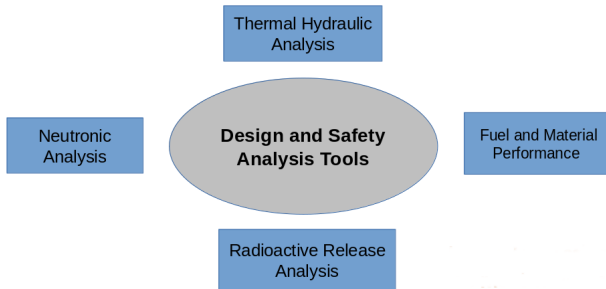 Thermal Hydraulic
Analysis
Neutronic
Analysis
Design and Safety
Analysis Tools
Fuel and Material
Performance
Radioactive Release
Analysis